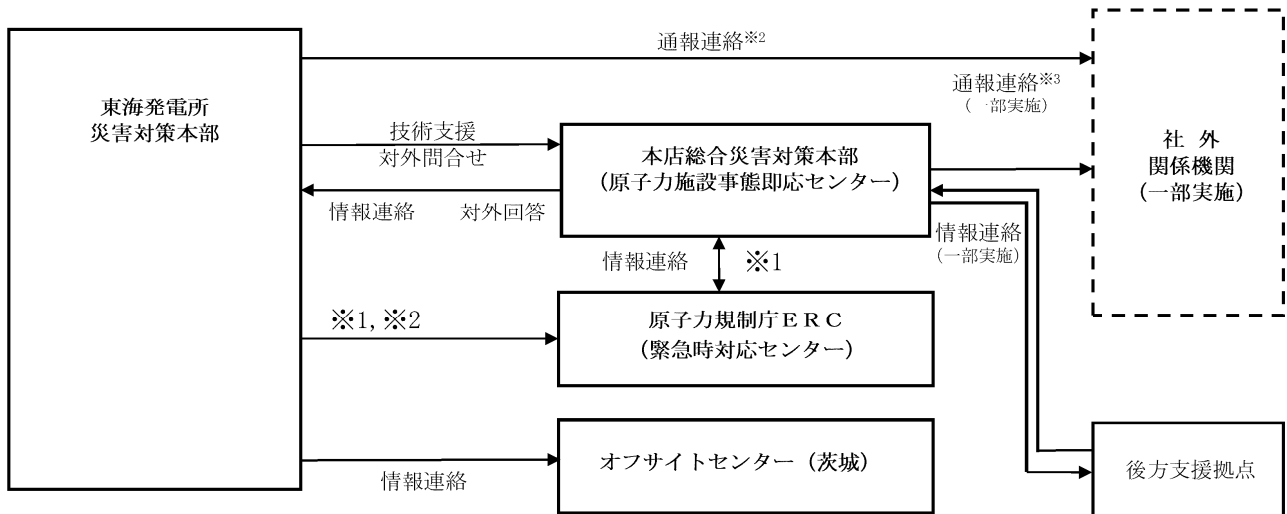 通報連絡※2
東海発電所
災害対策本部
通報連絡※3
（一部実施）
技術支援
対外問合せ
本店総合災害対策本部
（原子力施設事態即応センター）
社 外
関係機関
（一部実施）
情報連絡 対外回答
情報連絡
（一部実施）
情報連絡 ※1
※1, ※2
原子力規制庁ＥＲＣ
（緊急時対応センター）
オフサイトセンター（茨城）
情報連絡
後方支援拠点